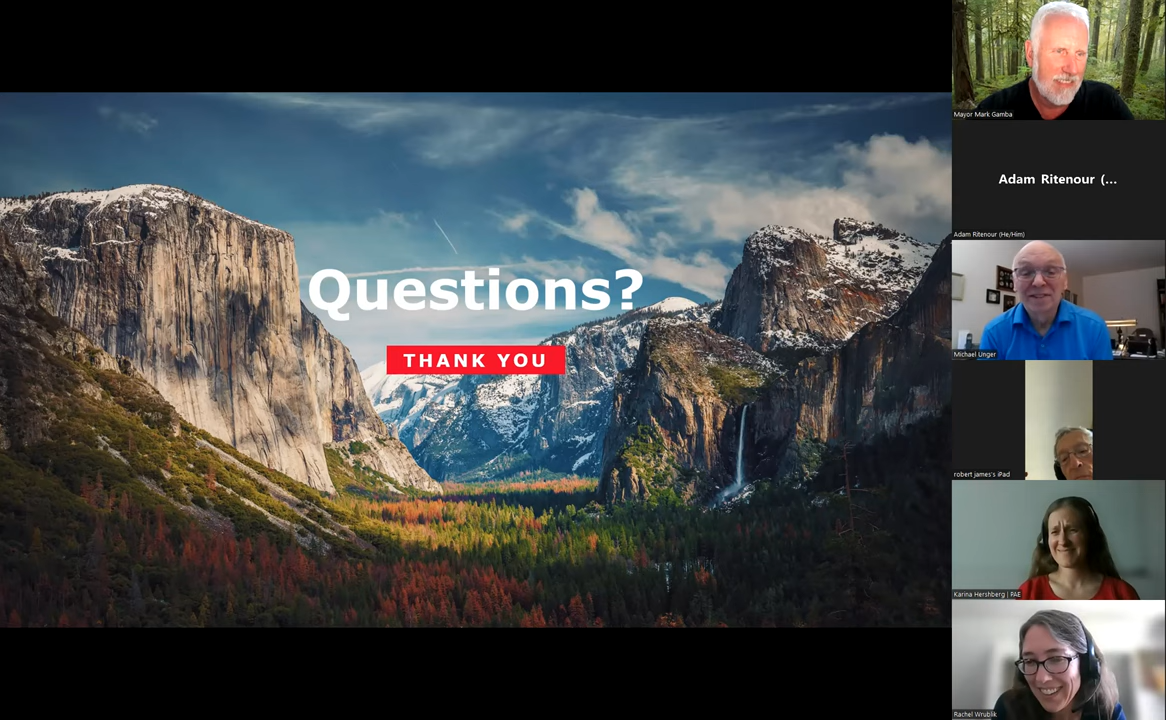 Questions?
THANK YOU
Mayor Mark Gamba
Adam Ritenour (...
Adam Ritenour (He/Him)
Michael Unger
robert james's iPad
Karina Hershberg | PAE
Rachel Wrublik